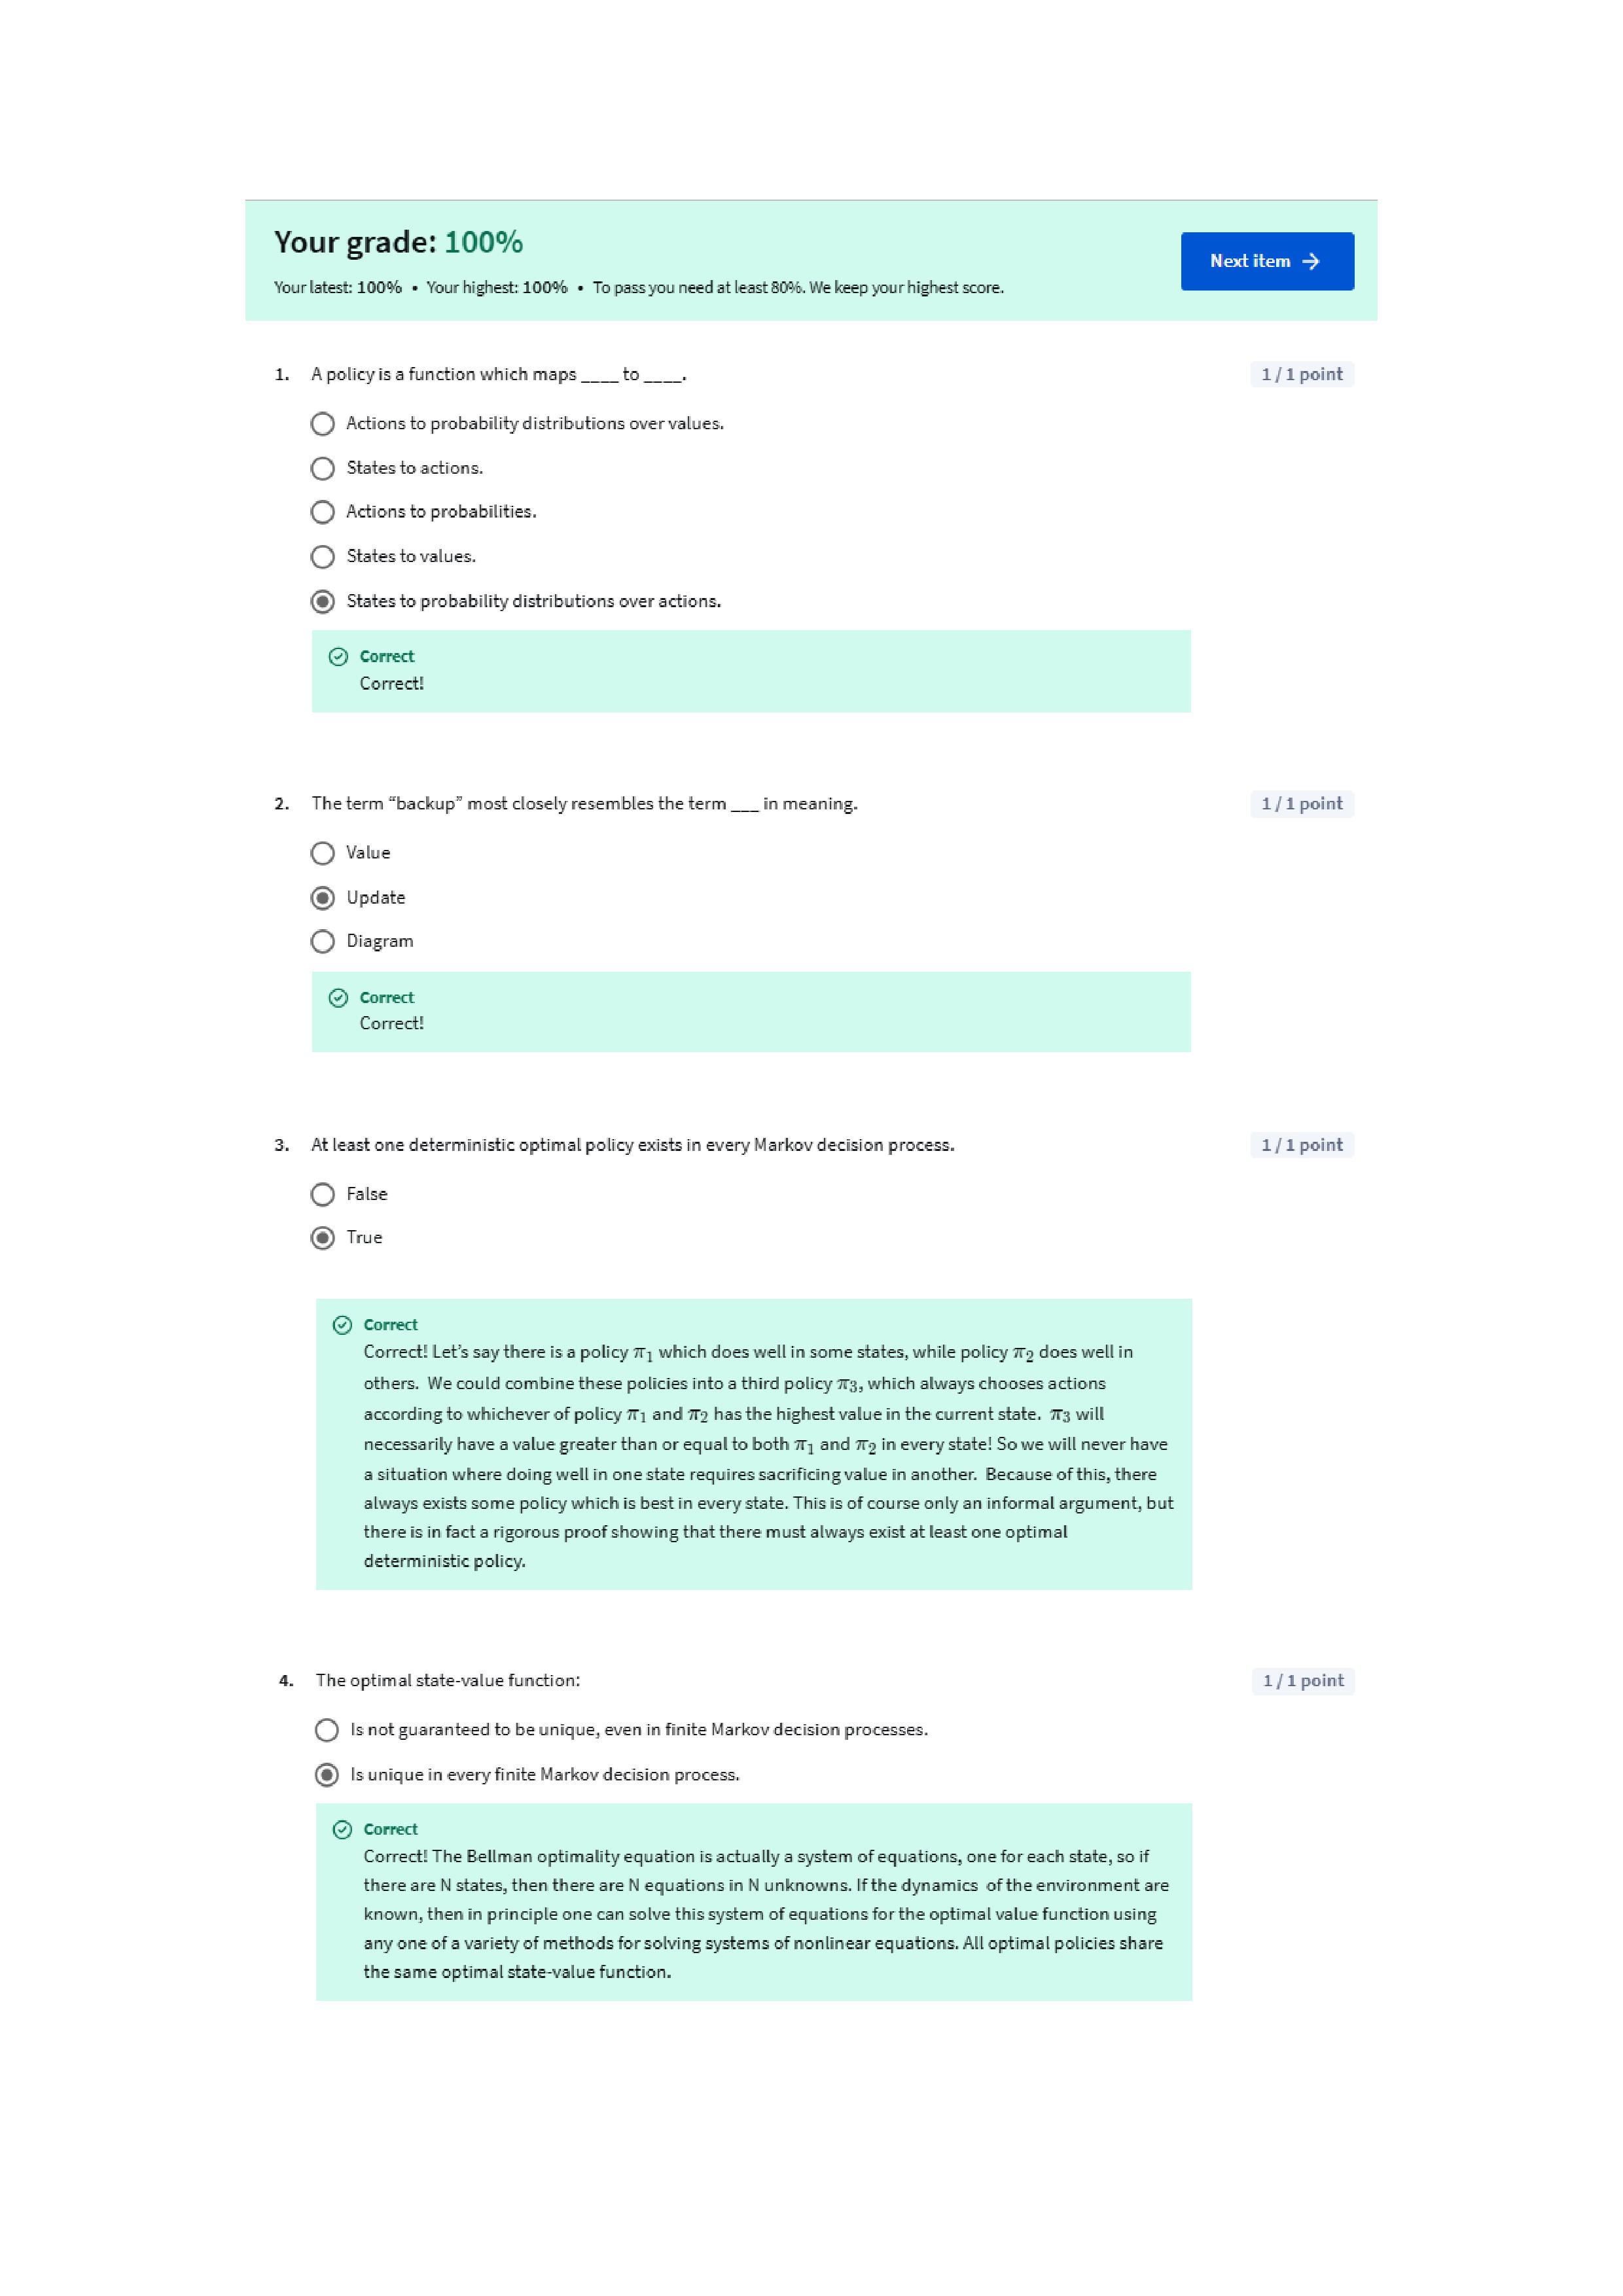 Your grade: 100%
Next item →
Your latest: 100% • Your highest: 100% • To pass you need at least 80%. We keep your highest score.
1. A policy is a function which maps ____ to ____.
1 / 1 point
Actions to probability distributions over values.
States to actions.
Actions to probabilities.
States to values.
States to probability distributions over actions.
Correct
Correct!
2. The term “backup” most closely resembles the term ___ in meaning.
1 / 1 point
Value
Update
Diagram
Correct
Correct!
3. At least one deterministic optimal policy exists in every Markov decision process.
1 / 1 point
False
True
Correct
Correct! Let’s say there is a policy π₁ which does well in some states, while policy π₂ does well in
others. We could combine these policies into a third policy π₃, which always chooses actions
according to whichever of policy π₁ and π₂ has the highest value in the current state. π₃ will
necessarily have a value greater than or equal to both π₁ and π₂ in every state! So we will never have
a situation where doing well in one state requires sacrificing value in another. Because of this, there
always exists some policy which is best in every state. This is of course only an informal argument, but
there is in fact a rigorous proof showing that there must always exist at least one optimal
deterministic policy.
4. The optimal state-value function:
1 / 1 point
Is not guaranteed to be unique, even in finite Markov decision processes.
Is unique in every finite Markov decision process.
Correct
Correct! The Bellman optimality equation is actually a system of equations, one for each state, so if
there are N states, then there are N equations in N unknowns. If the dynamics of the environment are
known, then in principle one can solve this system of equations for the optimal value function using
any one of a variety of methods for solving systems of nonlinear equations. All optimal policies share
the same optimal state-value function.